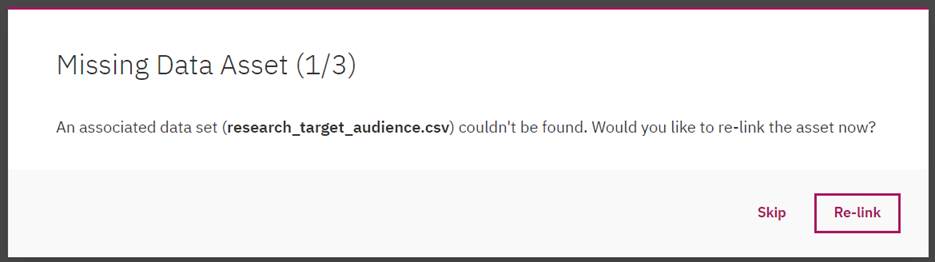 Missing Data Asset (1/3)
An associated data set (research_target_audience.csv) couldn't be found. Would you like to re-link the asset now?
Skip
Re-link